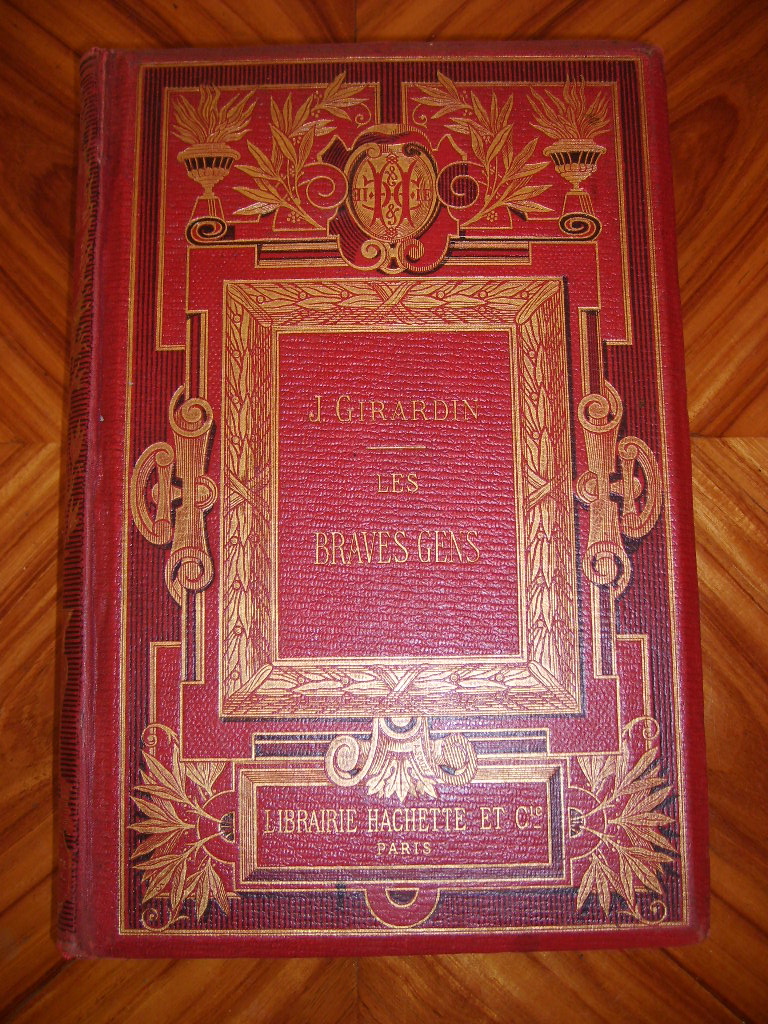 J. GIRARDIN
LES
BRAVES GENS
LIBRAIRIE HACHETTE ET Cie
PARIS